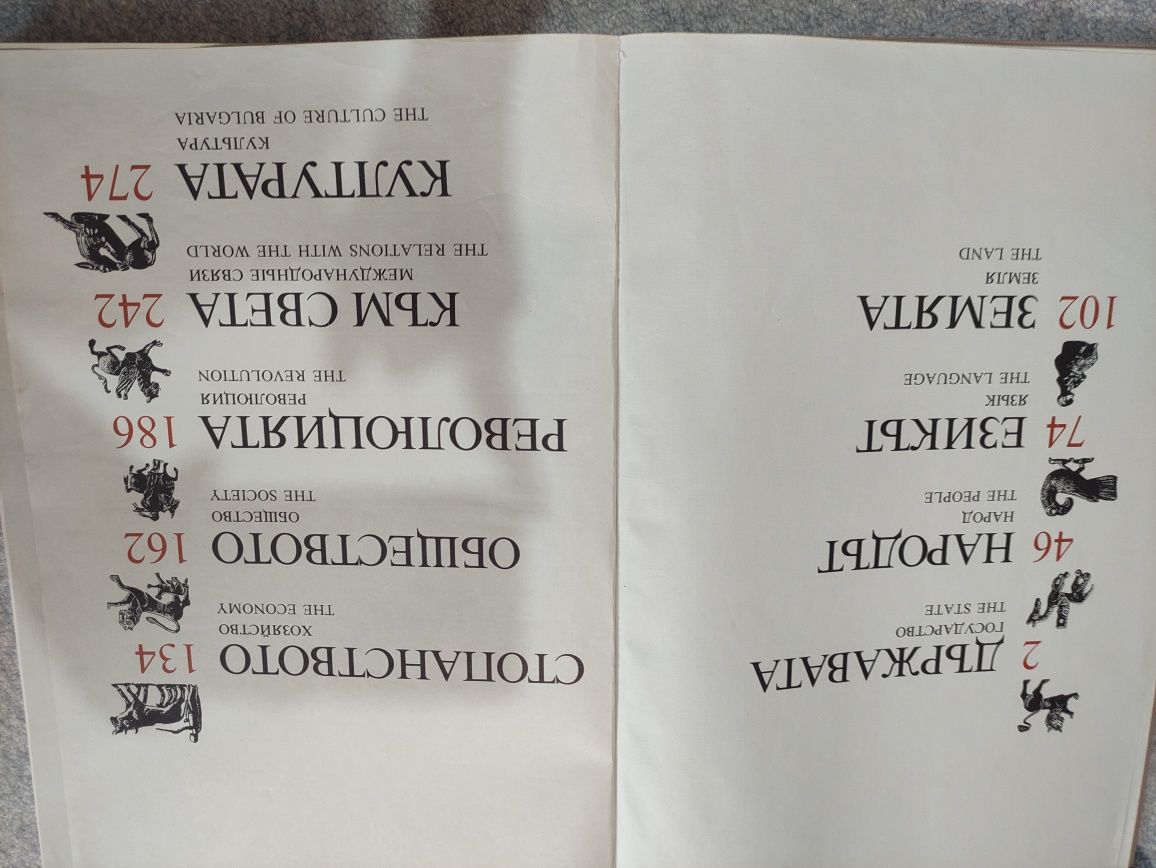 2 ДЪРЖАВАТА
ГОСУДАРСТВО
THE STATE
46 НАРОДЪТ
НАРОД
THE PEOPLE
74 ЕЗИКЪТ
ЯЗЫК
THE LANGUAGE
102 ЗЕМЯТА
ЗЕМЛЯ
THE LAND
СТОПАНСТВОТО 134
ХОЗЯЙСТВО
THE ECONOMY
ОБЩЕСТВОТО 162
ОБЩЕСТВО
THE SOCIETY
РЕВОЛЮЦИЯТА 186
РЕВОЛЮЦИЯ
THE REVOLUTION
КЪМ СВЕТА 242
МЕЖДУНАРОДНЫЕ СВЯЗИ
THE RELATIONS WITH THE WORLD
КУЛТУРАТА 274
КУЛЬТУРА
THE CULTURE OF BULGARIA